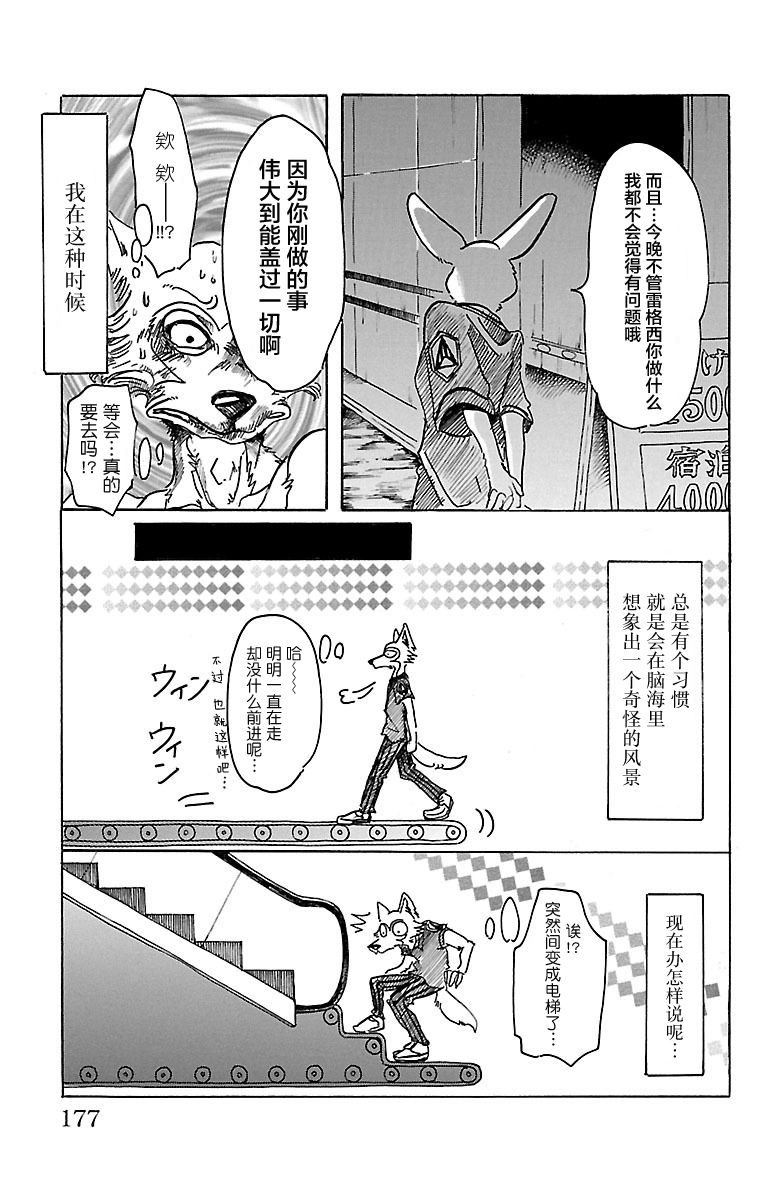 而且…今晚不管雷格西你做什么
我都不会觉得有问题哦
け
500
宿泊
4000
因为你刚做的事
伟大到能盖过一切啊
欸 欸——!!?
我在这种时候
等会…真的
要去吗!?
总是有个习惯
就是会在脑海里
想象出一个奇怪的风景
哈~~~
明明一直在走
却没什么前进呢…
不过 也就这样吧…
ウィン
ウィン
现在办怎样说呢…
诶!?
突然间变成电梯了…
177